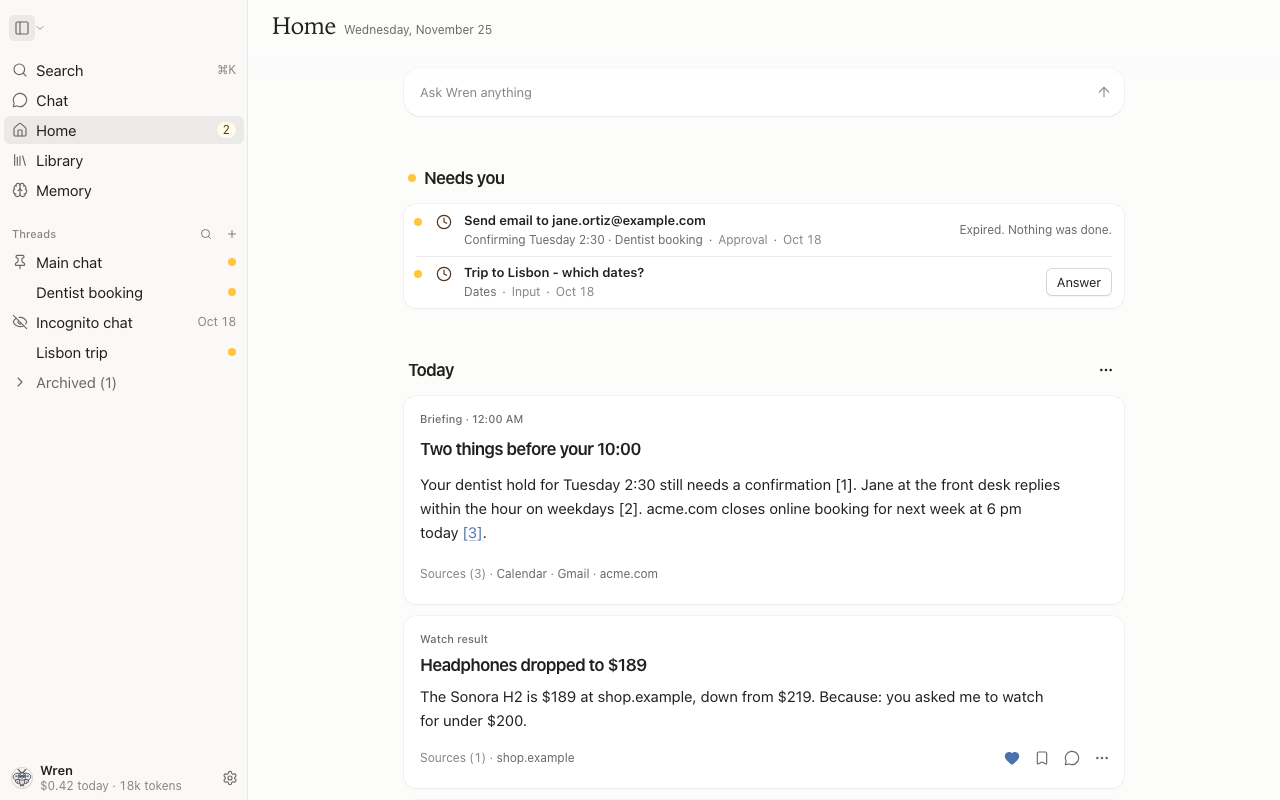 Home Wednesday, November 25
Search ⌘K
Chat
Home 2
Library
Memory
Threads
Main chat
Dentist booking
Incognito chat Oct 18
Lisbon trip
Archived (1)
Wren
$0.42 today · 18k tokens
Ask Wren anything
Needs you
Send email to jane.ortiz@example.com
Confirming Tuesday 2:30 · Dentist booking · Approval · Oct 18
Expired. Nothing was done.
Trip to Lisbon - which dates?
Dates · Input · Oct 18
Answer
Today
Briefing · 12:00 AM
Two things before your 10:00
Your dentist hold for Tuesday 2:30 still needs a confirmation [1]. Jane at the front desk replies
within the hour on weekdays [2]. acme.com closes online booking for next week at 6 pm
today [3].
Sources (3) · Calendar · Gmail · acme.com
Watch result
Headphones dropped to $189
The Sonora H2 is $189 at shop.example, down from $219. Because: you asked me to watch
for under $200.
Sources (1) · shop.example